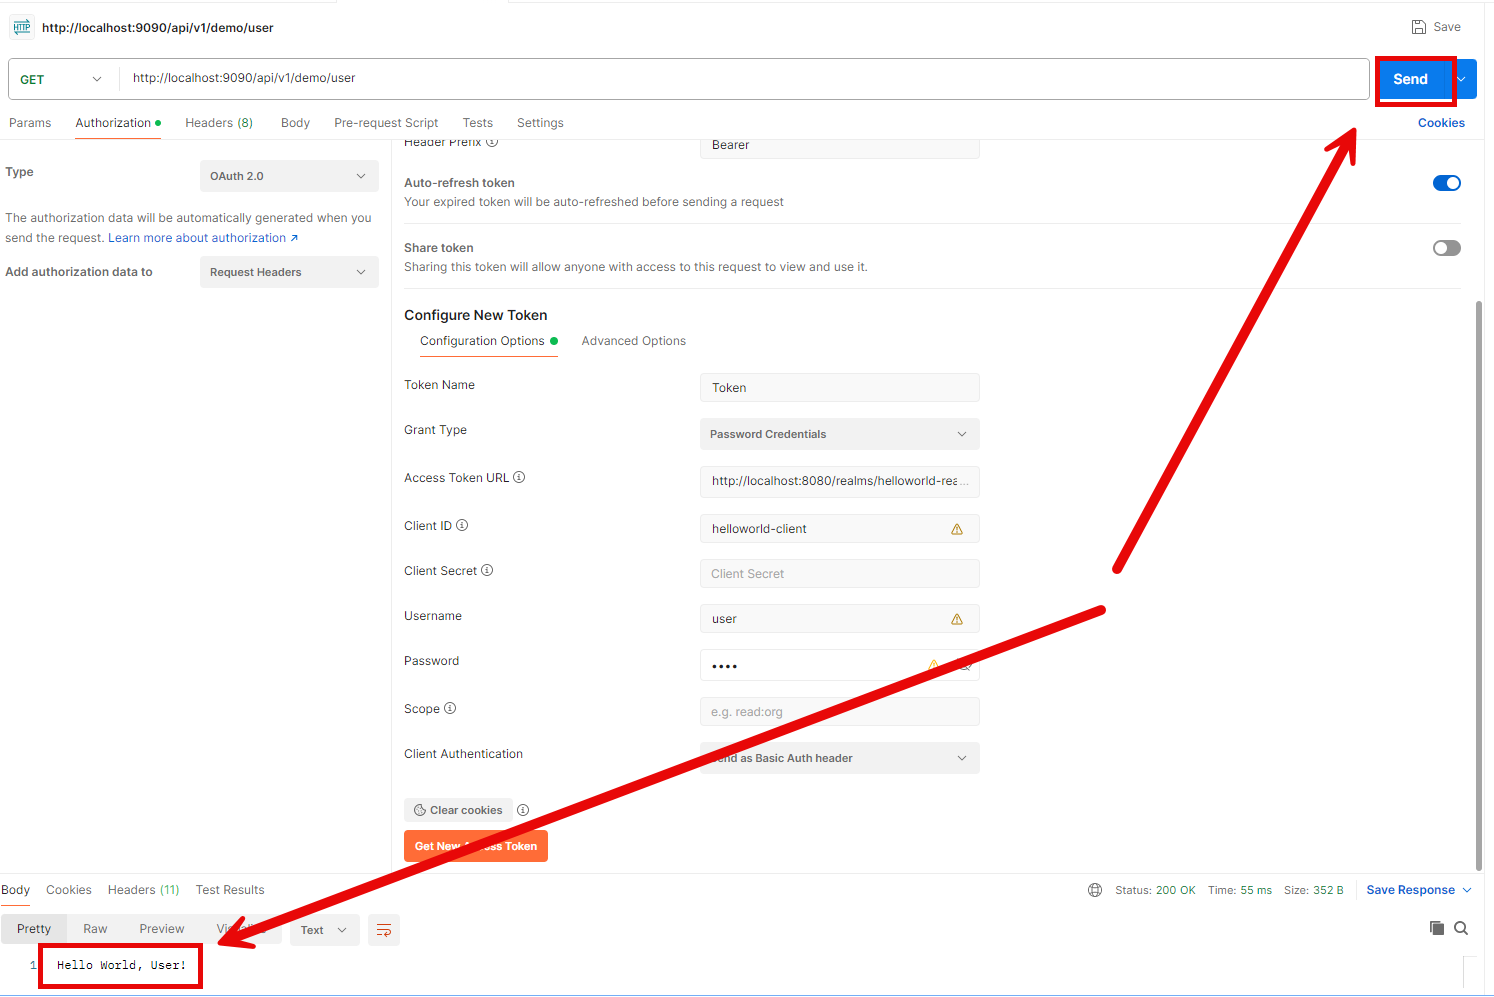 HTTP http://localhost:9090/api/v1/demo/user Save
GET http://localhost:9090/api/v1/demo/user Send
Params Authorization Headers (8) Body Pre-request Script Tests Settings Cookies
Header Prefix Bearer
Type OAuth 2.0
The authorization data will be automatically generated when you
send the request. Learn more about authorization ↗
Add authorization data to Request Headers
Auto-refresh token
Your expired token will be auto-refreshed before sending a request
Share token
Sharing this token will allow anyone with access to this request to view and use it.
Configure New Token
Configuration Options Advanced Options
Token Name Token
Grant Type Password Credentials
Access Token URL http://localhost:8080/realms/helloworld-rea...
Client ID helloworld-client
Client Secret Client Secret
Username user
Password ••••
Scope e.g. read:org
Client Authentication as Basic Auth header
Clear cookies
Get New Token
Body Cookies Headers (11) Test Results Status: 200 OK Time: 55 ms Size: 352 B Save Response
Pretty Raw Preview Text
1 Hello World, User!